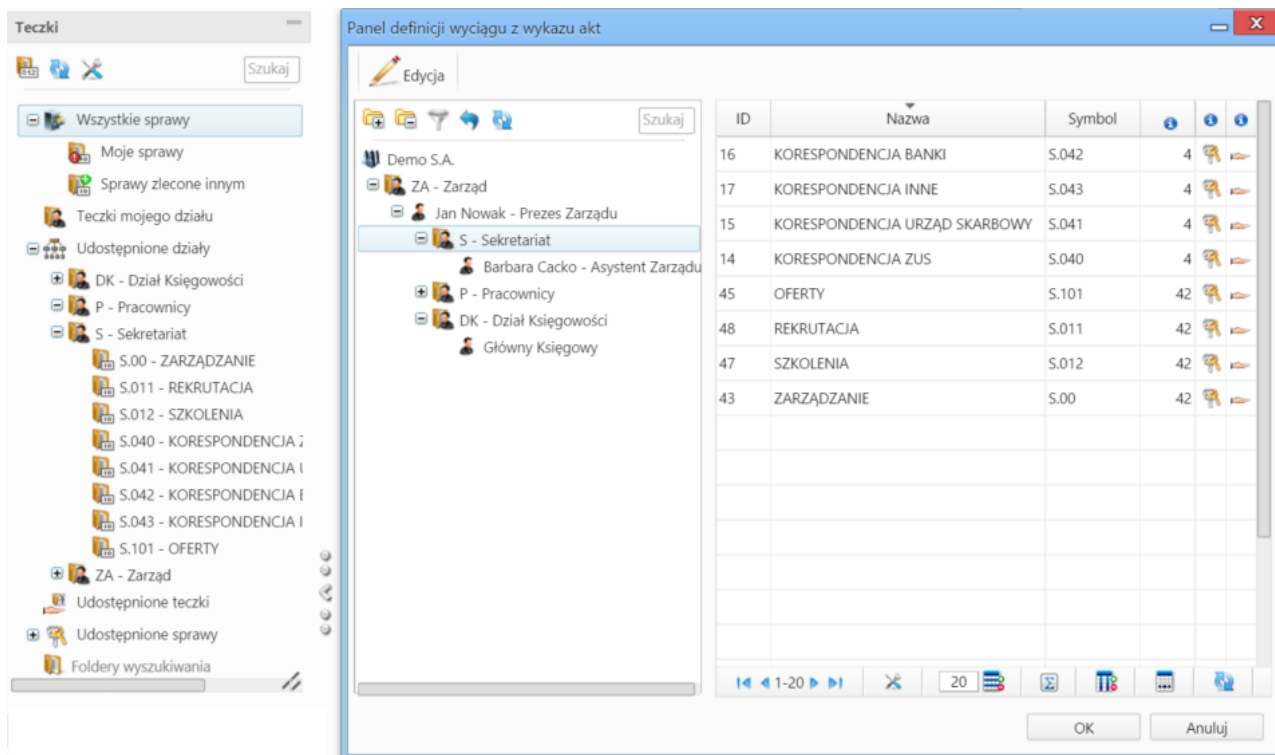 Teczki
Szukaj
Wszystkie sprawy
Moje sprawy
Sprawy zlecone innym
Teczki mojego działu
Udostępnione działy
DK - Dział Księgowości
P - Pracownicy
S - Sekretariat
S.00 - ZARZĄDZANIE
S.011 - REKRUTACJA
S.012 - SZKOLENIA
S.040 - KORESPONDENCJA
S.041 - KORESPONDENCJA
S.042 - KORESPONDENCJA
S.043 - KORESPONDENCJA
S.101 - OFERTY
ZA - Zarząd
Udostępnione teczki
Udostępnione sprawy
Foldery wyszukiwania
Panel definicji wyciągu z wykazu akt
Edycja
Szukaj
Demo S.A.
ZA - Zarząd
Jan Nowak - Prezes Zarządu
S - Sekretariat
Barbara Cacko - Asystent Zarządu
P - Pracownicy
DK - Dział Księgowości
Główny Księgowy
ID Nazwa Symbol
16 KORESPONDENCJA BANKI S.042 4
17 KORESPONDENCJA INNE S.043 4
15 KORESPONDENCJA URZĄD SKARBOWY S.041 4
14 KORESPONDENCJA ZUS S.040 4
45 OFERTY S.101 42
48 REKRUTACJA S.011 42
47 SZKOLENIA S.012 42
43 ZARZĄDZANIE S.00 42
1-20 20
OK Anuluj